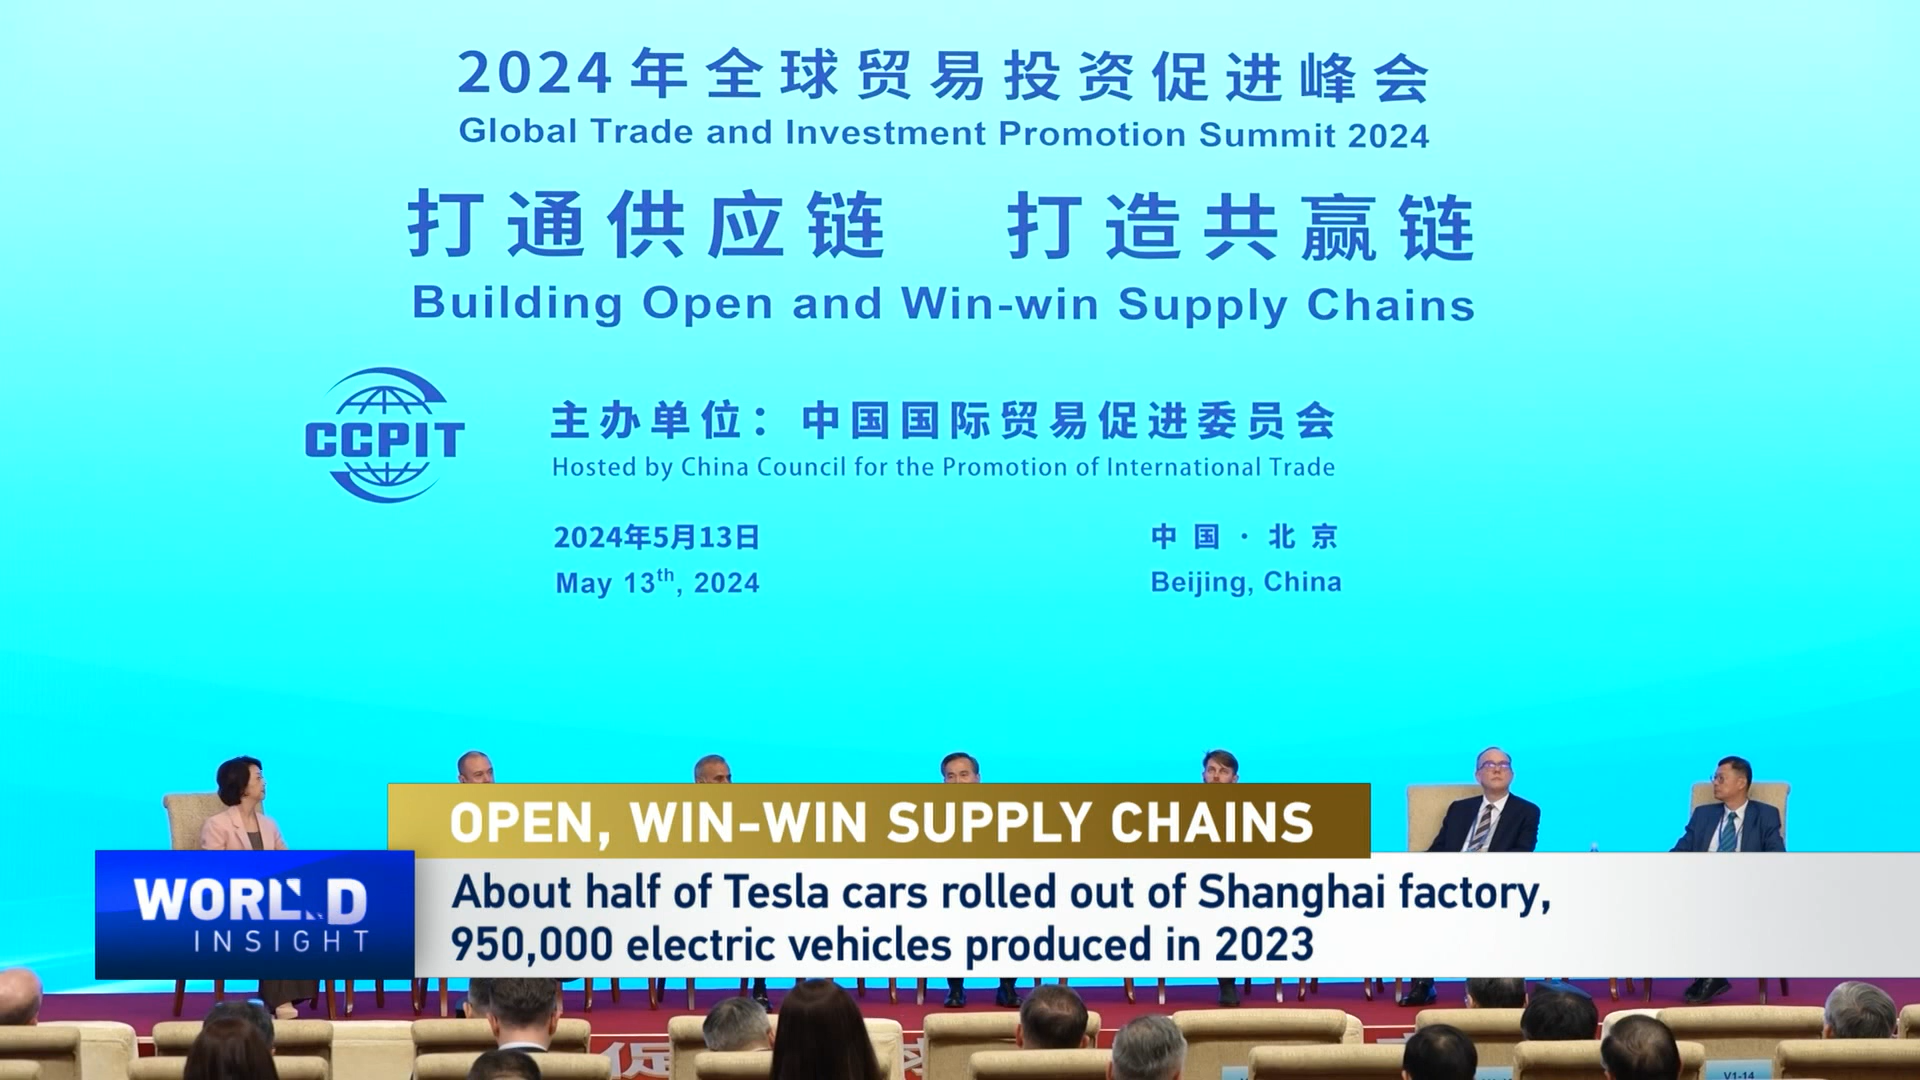 2024年全球贸易投资促进峰会
Global Trade and Investment Promotion Summit 2024
打通供应链 打造共赢链
Building Open and Win-win Supply Chains
CCPIT
主办单位：中国国际贸易促进委员会
Hosted by China Council for the Promotion of International Trade
2024年5月13日
中国·北京
May 13th, 2024
Beijing, China
OPEN, WIN-WIN SUPPLY CHAINS
WORLD
INSIGHT
About half of Tesla cars rolled out of Shanghai factory,
950,000 electric vehicles produced in 2023
促
V1-14